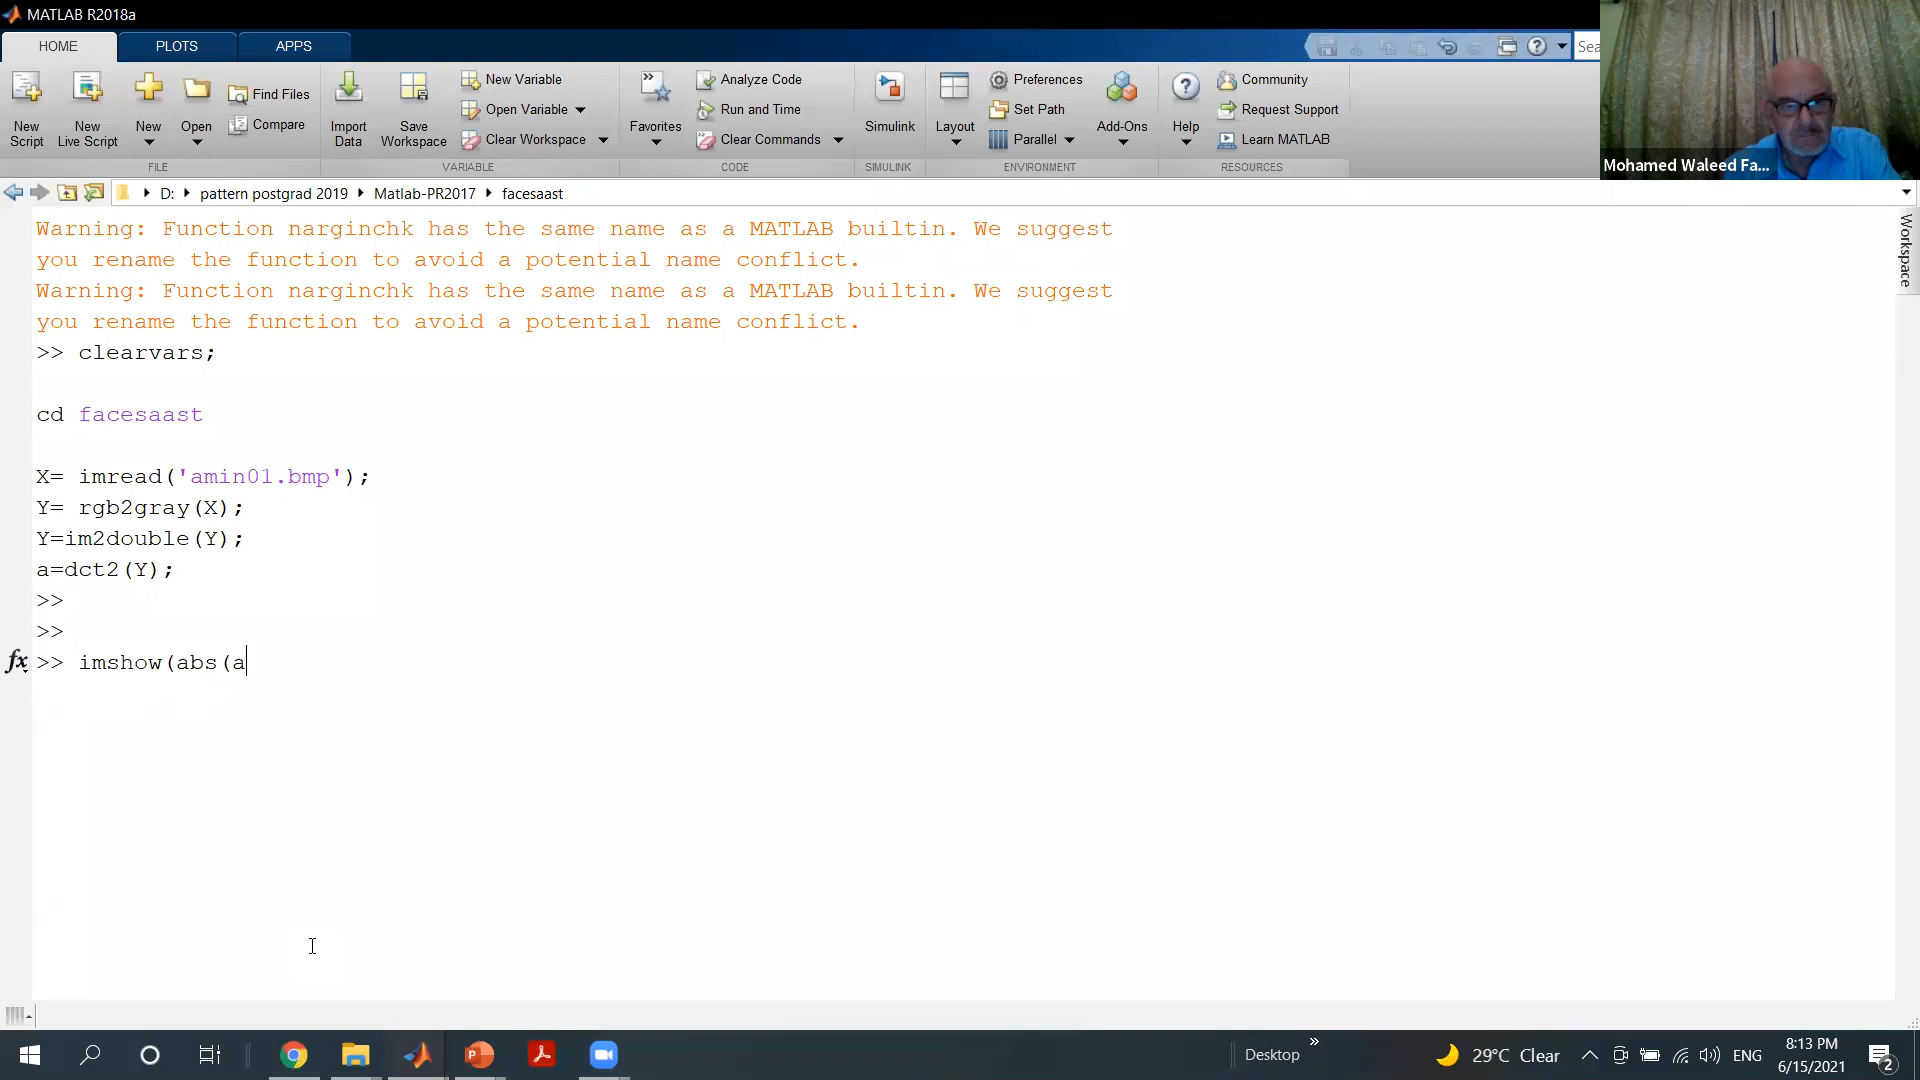 MATLAB R2018a
HOME PLOTS APPS
Sea
New Script
New Live Script
New
Open
Find Files
Compare
Import Data
Save Workspace
New Variable
Open Variable
Clear Workspace
Favorites
Analyze Code
Run and Time
Clear Commands
Simulink
Layout
Preferences
Set Path
Parallel
Add-Ons
Help
Community
Request Support
Learn MATLAB
FILE VARIABLE CODE SIMULINK ENVIRONMENT RESOURCES
Mohamed Waleed Fa...
D: pattern postgrad 2019 Matlab-PR2017 facesaast
Workspace
Warning: Function narginchk has the same name as a MATLAB builtin. We suggest
you rename the function to avoid a potential name conflict.
Warning: Function narginchk has the same name as a MATLAB builtin. We suggest
you rename the function to avoid a potential name conflict.
>> clearvars;
cd facesaast
X= imread('amin01.bmp');
Y= rgb2gray(X);
Y=im2double(Y);
a=dct2(Y);
>>
>>
fx >> imshow(abs(a
Desktop » 29°C Clear ENG 8:13 PM
6/15/2021
2